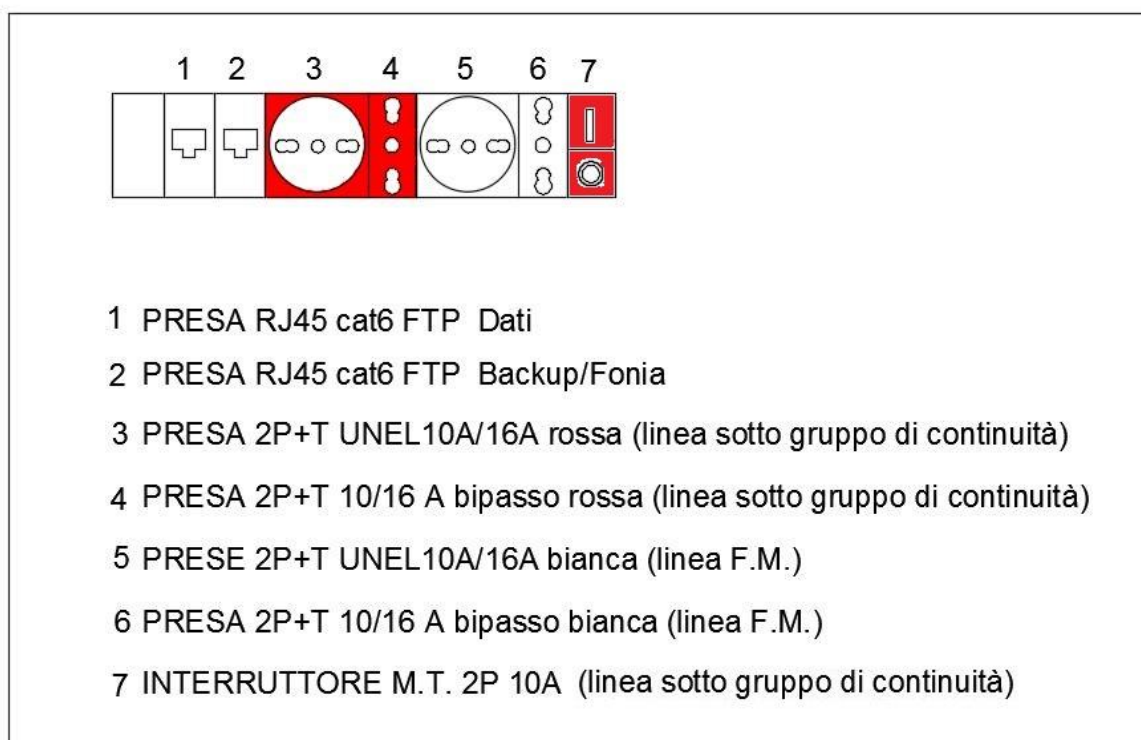 1 2 3 4 5 6 7
1 PRESA RJ45 cat6 FTP Dati
2 PRESA RJ45 cat6 FTP Backup/Fonia
3 PRESA 2P+T UNEL10A/16A rossa (linea sotto gruppo di continuità)
4 PRESA 2P+T 10/16 A bipasso rossa (linea sotto gruppo di continuità)
5 PRESE 2P+T UNEL10A/16A bianca (linea F.M.)
6 PRESA 2P+T 10/16 A bipasso bianca (linea F.M.)
7 INTERRUTTORE M.T. 2P 10A (linea sotto gruppo di continuità)